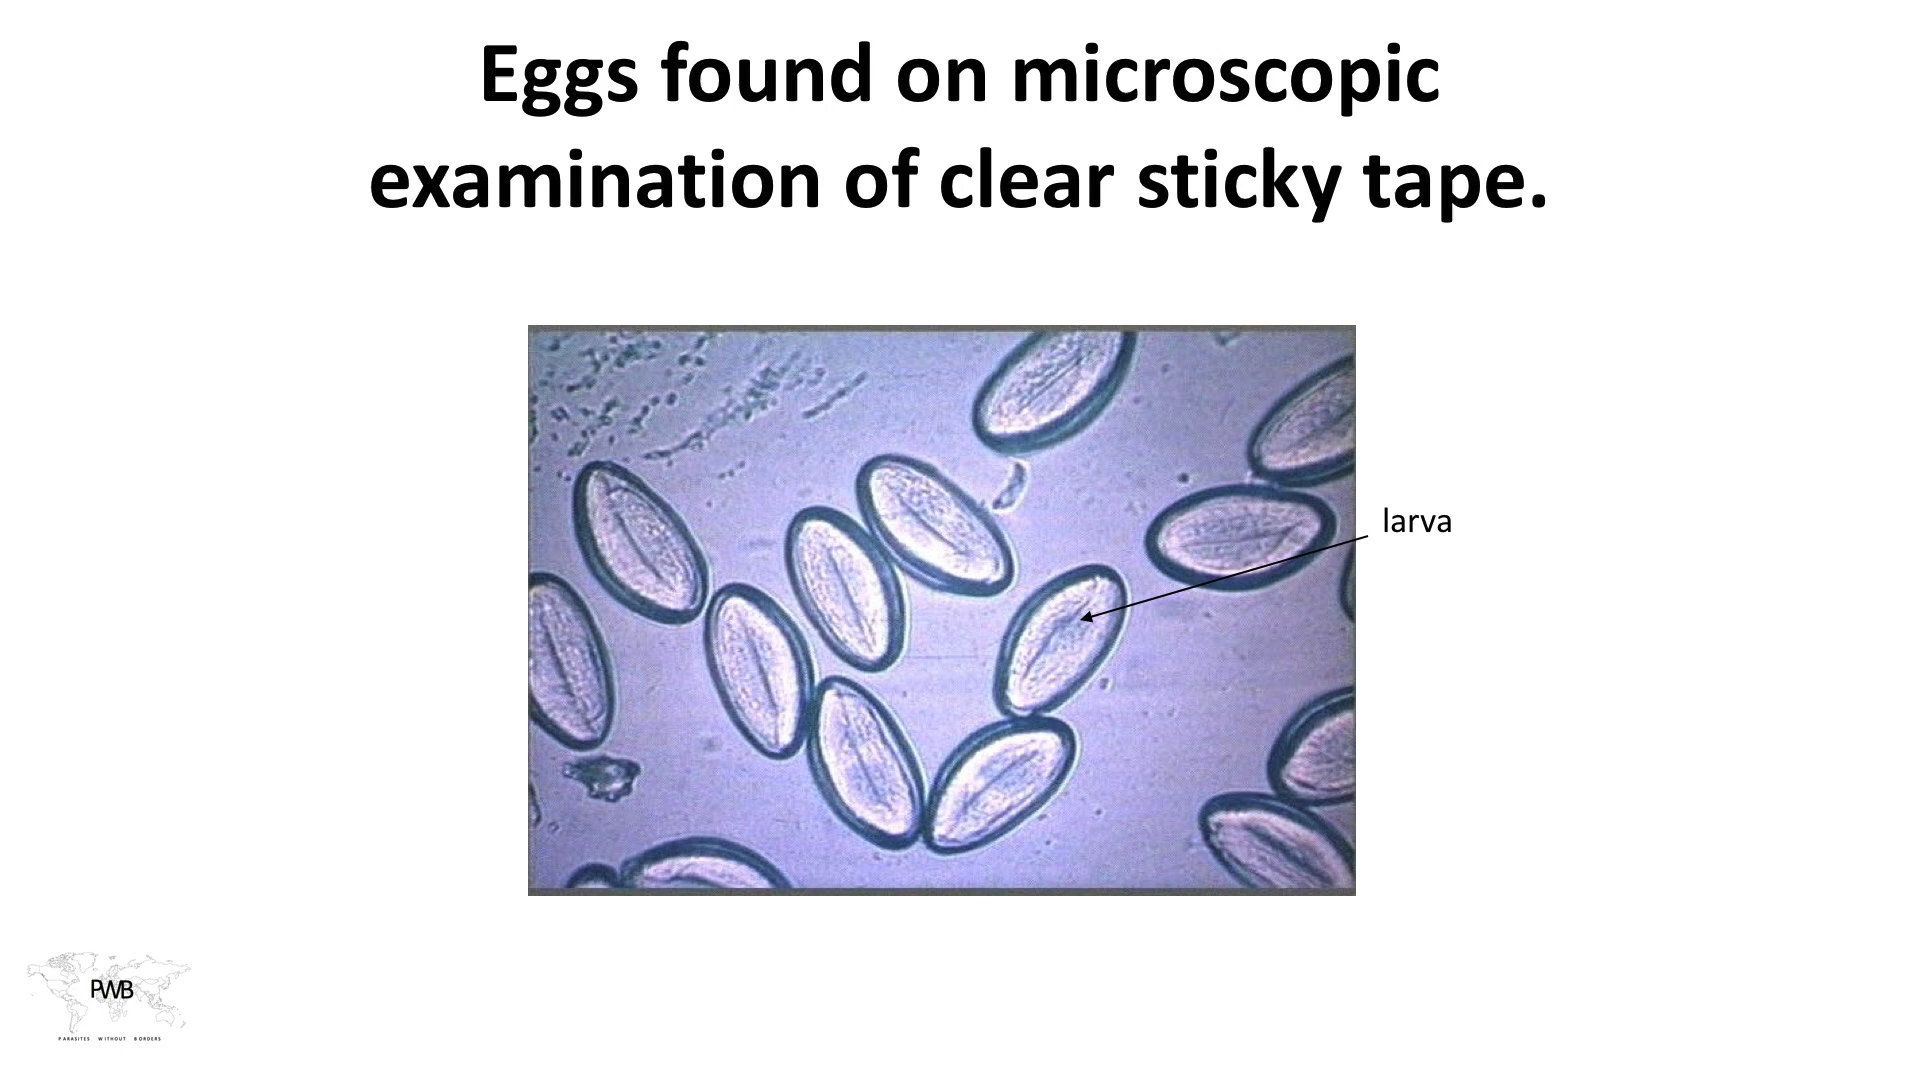 Eggs found on microscopic
examination of clear sticky tape.
larva
PWB
PARASITES WITHOUT BORDERS